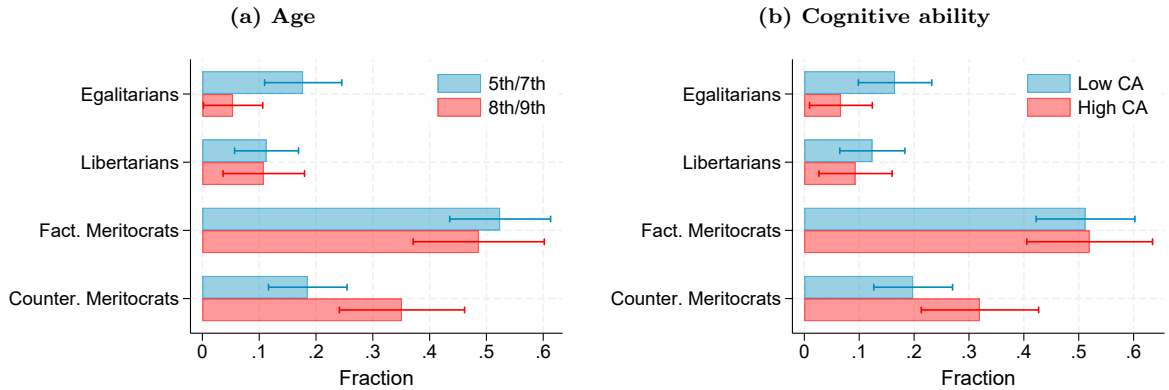 (a) Age
Egalitarians
Libertarians
Fact. Meritocrats
Counter. Meritocrats
5th/7th
8th/9th
0 .1 .2 .3 .4 .5 .6
Fraction
(b) Cognitive ability
Egalitarians
Libertarians
Fact. Meritocrats
Counter. Meritocrats
Low CA
High CA
0 .1 .2 .3 .4 .5 .6
Fraction